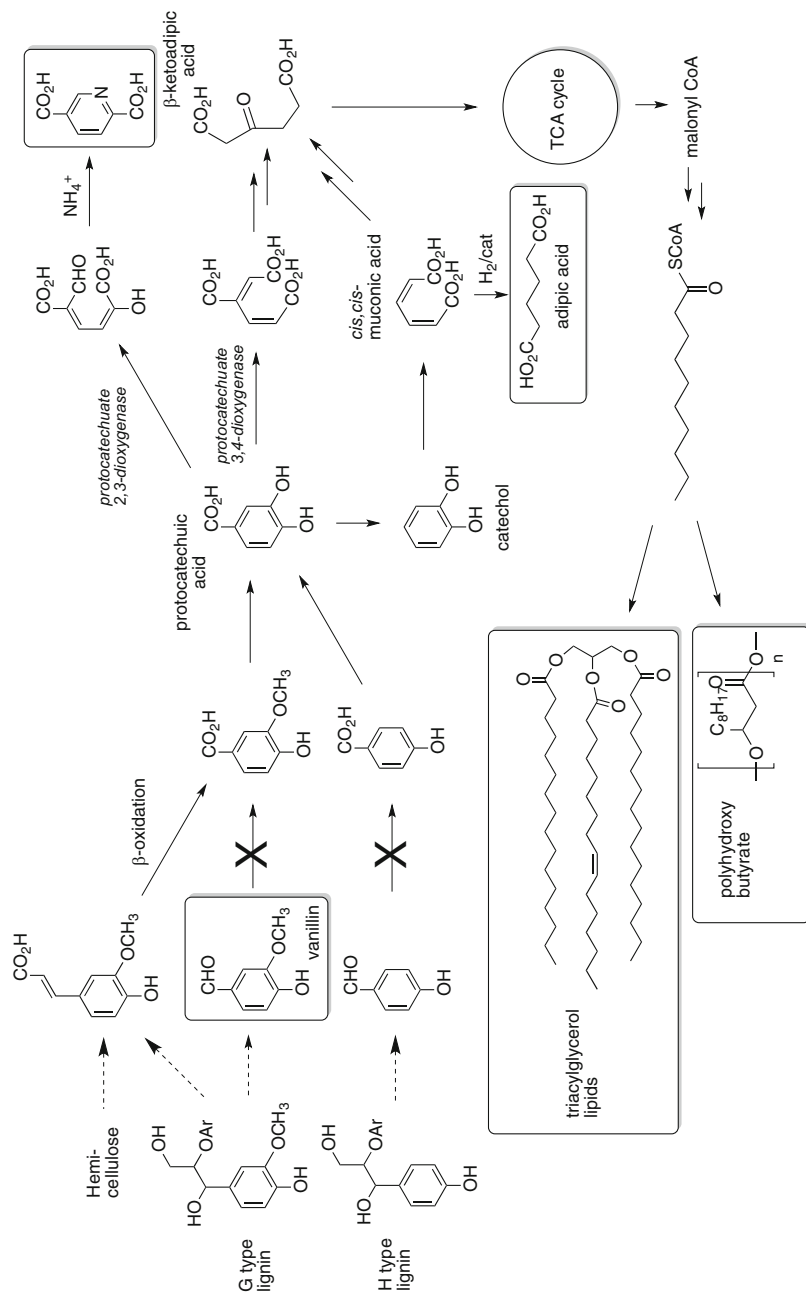 Hemi-
cellulose
G type
lignin
HO
OH
OAr
OCH3
OH
H type
lignin
HO
OH
OAr
OH
CO2H
OCH3
OH
β-oxidation
CHO
OCH3
OH
vanillin
X
CHO
OH
X
CO2H
OCH3
OH
CO2H
OH
protocatechuic
acid
CO2H
OH
OH
protocatechuate
2,3-dioxygenase
protocatechuate
3,4-dioxygenase
catechol
OH
OH
CO2H
CHO
CO2H
OH
NH4+
CO2H
N
CO2H
CO2H
CO2H
CO2H
β-ketoadipic
acid
CO2H
O
CO2H
cis,cis-
muconic acid
CO2H
CO2H
H2/cat
HO2C
CO2H
adipic acid
TCA cycle
malonyl CoA
SCoA
O
triacylglycerol
lipids
O
O
O
O
O
O
polyhydroxy
butyrate
C8H17
O
O
O
n